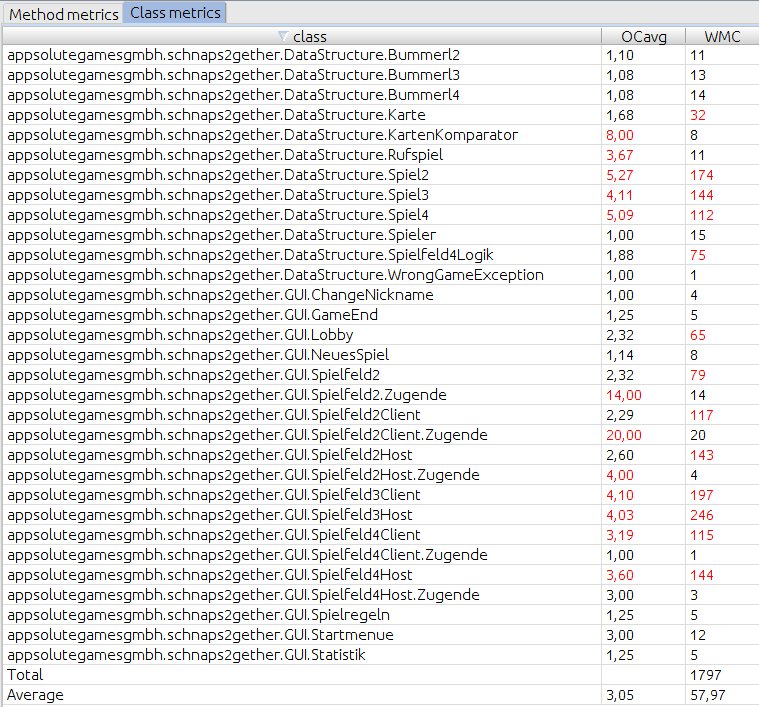 Method metrics Class metrics
class OCavg WMC
appsolutegamesgmbh.schnaps2gether.DataStructure.Bummerl2 1,10 11
appsolutegamesgmbh.schnaps2gether.DataStructure.Bummerl3 1,08 13
appsolutegamesgmbh.schnaps2gether.DataStructure.Bummerl4 1,08 14
appsolutegamesgmbh.schnaps2gether.DataStructure.Karte 1,68 32
appsolutegamesgmbh.schnaps2gether.DataStructure.KartenKomparator 8,00 8
appsolutegamesgmbh.schnaps2gether.DataStructure.Rufspiel 3,67 11
appsolutegamesgmbh.schnaps2gether.DataStructure.Spiel2 5,27 174
appsolutegamesgmbh.schnaps2gether.DataStructure.Spiel3 4,11 144
appsolutegamesgmbh.schnaps2gether.DataStructure.Spiel4 5,09 112
appsolutegamesgmbh.schnaps2gether.DataStructure.Spieler 1,00 15
appsolutegamesgmbh.schnaps2gether.DataStructure.Spielfeld4Logik 1,88 75
appsolutegamesgmbh.schnaps2gether.DataStructure.WrongGameException 1,00 1
appsolutegamesgmbh.schnaps2gether.GUI.ChangeNickname 1,00 4
appsolutegamesgmbh.schnaps2gether.GUI.GameEnd 1,25 5
appsolutegamesgmbh.schnaps2gether.GUI.Lobby 2,32 65
appsolutegamesgmbh.schnaps2gether.GUI.NeuesSpiel 1,14 8
appsolutegamesgmbh.schnaps2gether.GUI.Spielfeld2 2,32 79
appsolutegamesgmbh.schnaps2gether.GUI.Spielfeld2.Zugende 14,00 14
appsolutegamesgmbh.schnaps2gether.GUI.Spielfeld2Client 2,29 117
appsolutegamesgmbh.schnaps2gether.GUI.Spielfeld2Client.Zugende 20,00 20
appsolutegamesgmbh.schnaps2gether.GUI.Spielfeld2Host 2,60 143
appsolutegamesgmbh.schnaps2gether.GUI.Spielfeld2Host.Zugende 4,00 4
appsolutegamesgmbh.schnaps2gether.GUI.Spielfeld3Client 4,10 197
appsolutegamesgmbh.schnaps2gether.GUI.Spielfeld3Host 4,03 246
appsolutegamesgmbh.schnaps2gether.GUI.Spielfeld4Client 3,19 115
appsolutegamesgmbh.schnaps2gether.GUI.Spielfeld4Client.Zugende 1,00 1
appsolutegamesgmbh.schnaps2gether.GUI.Spielfeld4Host 3,60 144
appsolutegamesgmbh.schnaps2gether.GUI.Spielfeld4Host.Zugende 3,00 3
appsolutegamesgmbh.schnaps2gether.GUI.Spielregeln 1,25 5
appsolutegamesgmbh.schnaps2gether.GUI.Startmenue 3,00 12
appsolutegamesgmbh.schnaps2gether.GUI.Statistik 1,25 5
Total 1797
Average 3,05 57,97